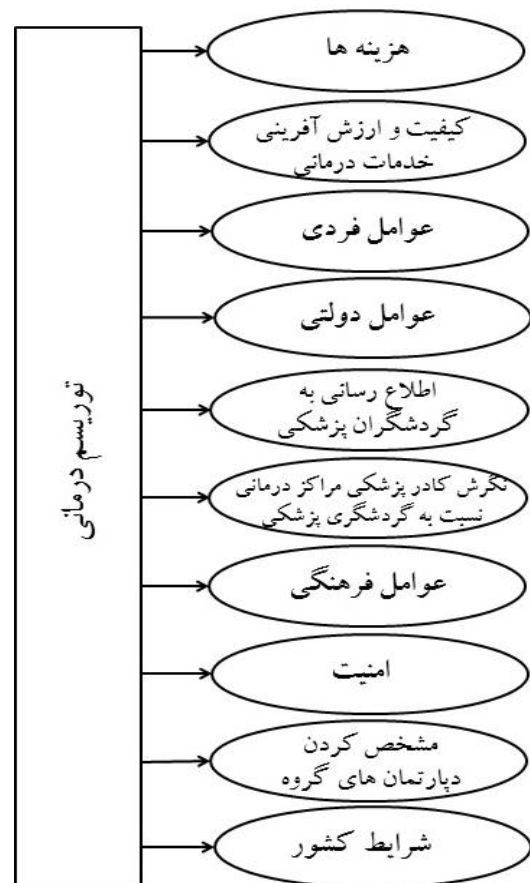 هزینه ها
کیفیت و ارزش آفرینی
خدمات درمانی
عوامل فردی
عوامل دولتی
اطلاع رسانی به
گردشگران پزشکی
نگرش کادر پزشکی مراکز درمانی
نسبت به گردشگری پزشکی
عوامل فرهنگی
امنیت
مشخص کردن
دپارتمان های گروه
شرایط کشور
توریسم درمانی